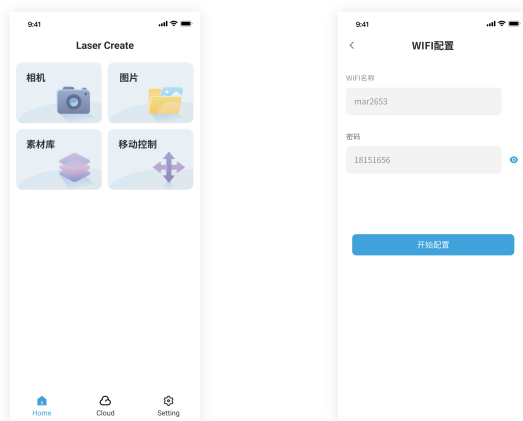 9:41
Laser Create
相机
图片
素材库
移动控制
Home
Cloud
Setting
9:41
WIFI配置
WIFI名称
mar2653
密码
18151656
开始配置